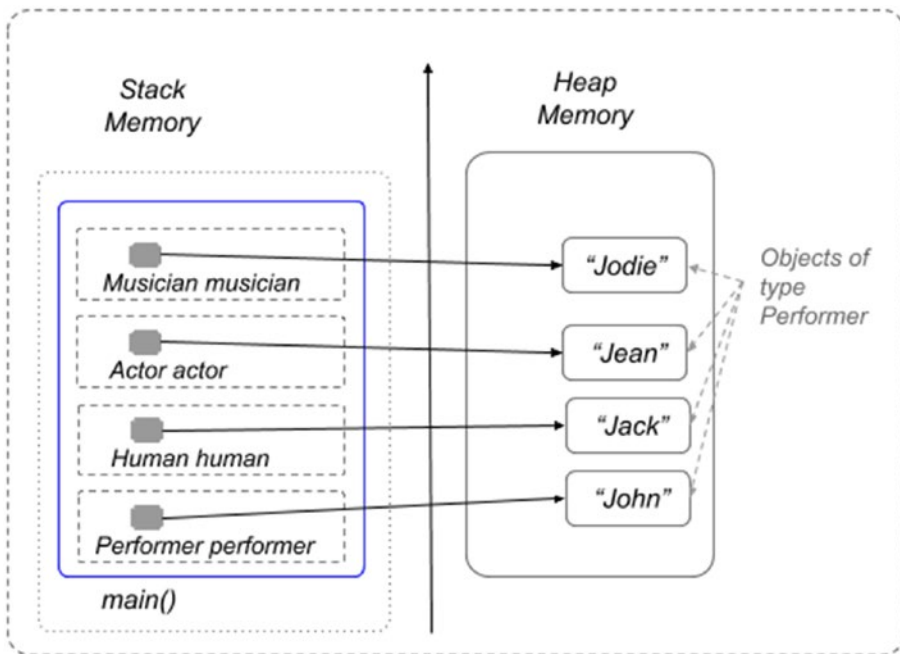 Stack
Memory
Heap
Memory
Musician musician
Actor actor
Human human
Performer performer
main()
“Jodie”
“Jean”
“Jack”
“John”
Objects of
type
Performer